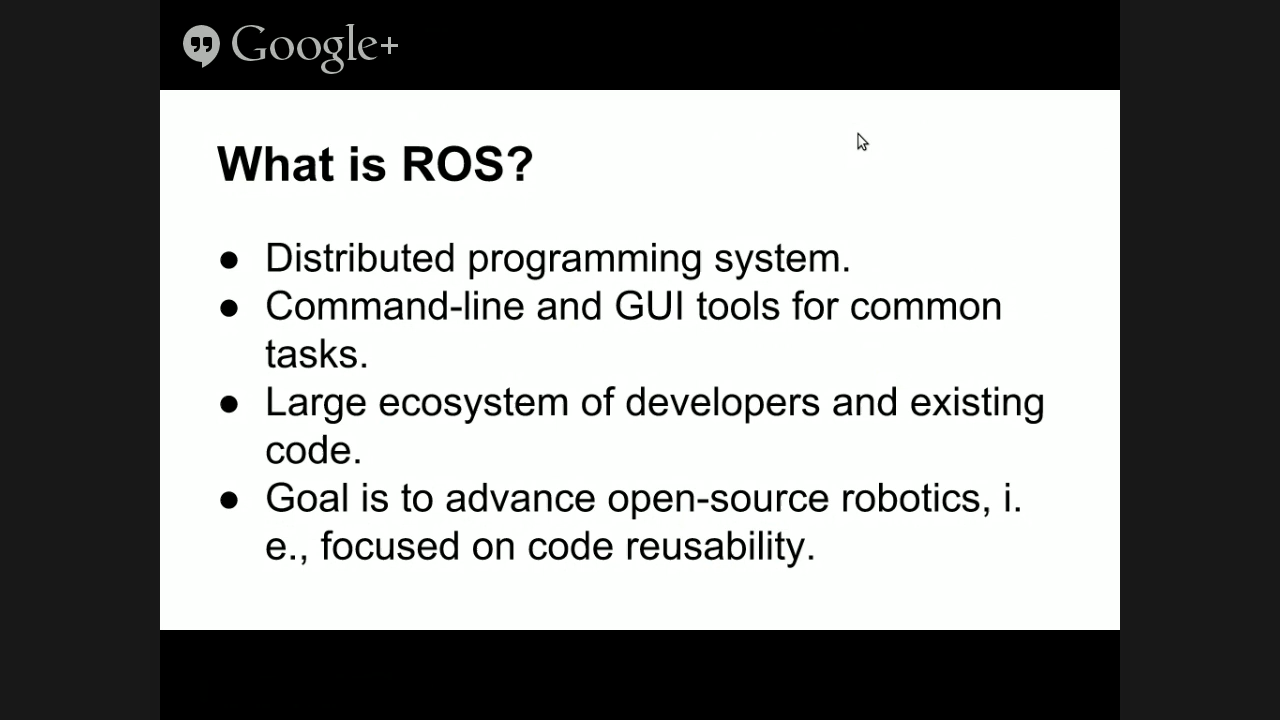 Google+
What is ROS?
● Distributed programming system.
● Command-line and GUI tools for common
tasks.
● Large ecosystem of developers and existing
code.
● Goal is to advance open-source robotics, i.
e., focused on code reusability.